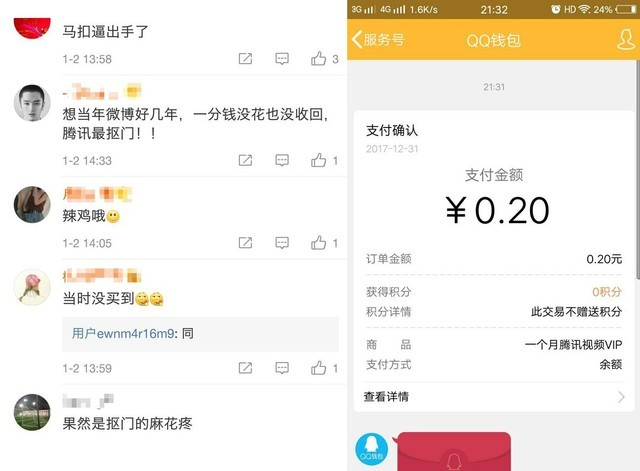 马扣逼出手了
1-2 13:58
3
想当年微博好几年，一分钱没花也没收回，
腾讯最抠门！！
1-2 14:33
1
辣鸡哦
1-2 14:05
1
当时没买到
用户ewnm4r16m9: 同
1-2 13:59
1
果然是抠门的麻花疼
3G 4G 1.6K/s 21:32 HD 24%
服务号 QQ钱包
21:31
支付确认
2017-12-31
支付金额
￥0.20
订单金额 0.20元
获得积分 0积分
积分详情 此交易不赠送积分
商 品 一个月腾讯视频VIP
支付方式 余额
查看详情
QQ钱包